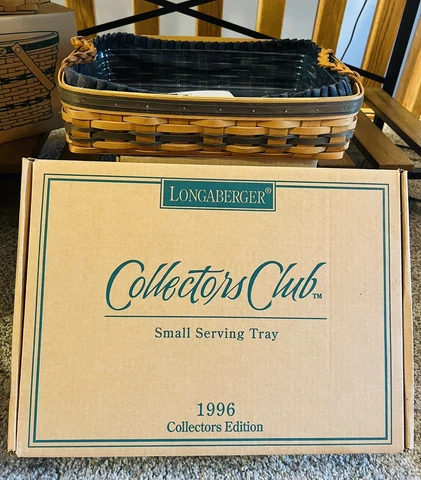 LONGABERGER®
Collectors Club™
Small Serving Tray
1996
Collectors Edition